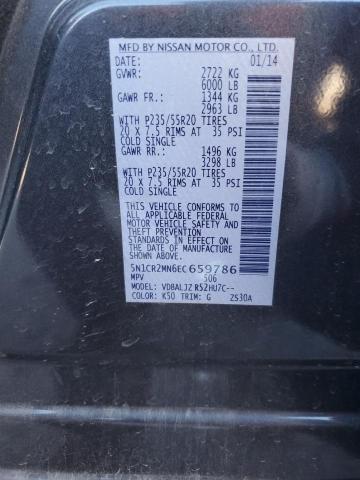 MFD BY NISSAN MOTOR CO., LTD.
DATE: 01/14
GVWR: 2722 KG
6000 LB
GAWR FR.: 1344 KG
2963 LB
WITH P235/55R20 TIRES
20 X 7.5 RIMS AT 35 PSI
COLD SINGLE
GAWR RR.: 1496 KG
3298 LB
WITH P235/55R20 TIRES
20 X 7.5 RIMS AT 35 PSI
COLD SINGLE
THIS VEHICLE CONFORMS TO
ALL APPLICABLE FEDERAL
MOTOR VEHICLE SAFETY AND
THEFT PREVENTION
STANDARDS IN EFFECT ON
THE DATE OF MANUFACTURE
SHOWN ABOVE.
5N1CR2MN6EC659786
MPV 506
MODEL: VDBALJZ R52HU7C--
COLOR: K50 TRIM: G ZS30A